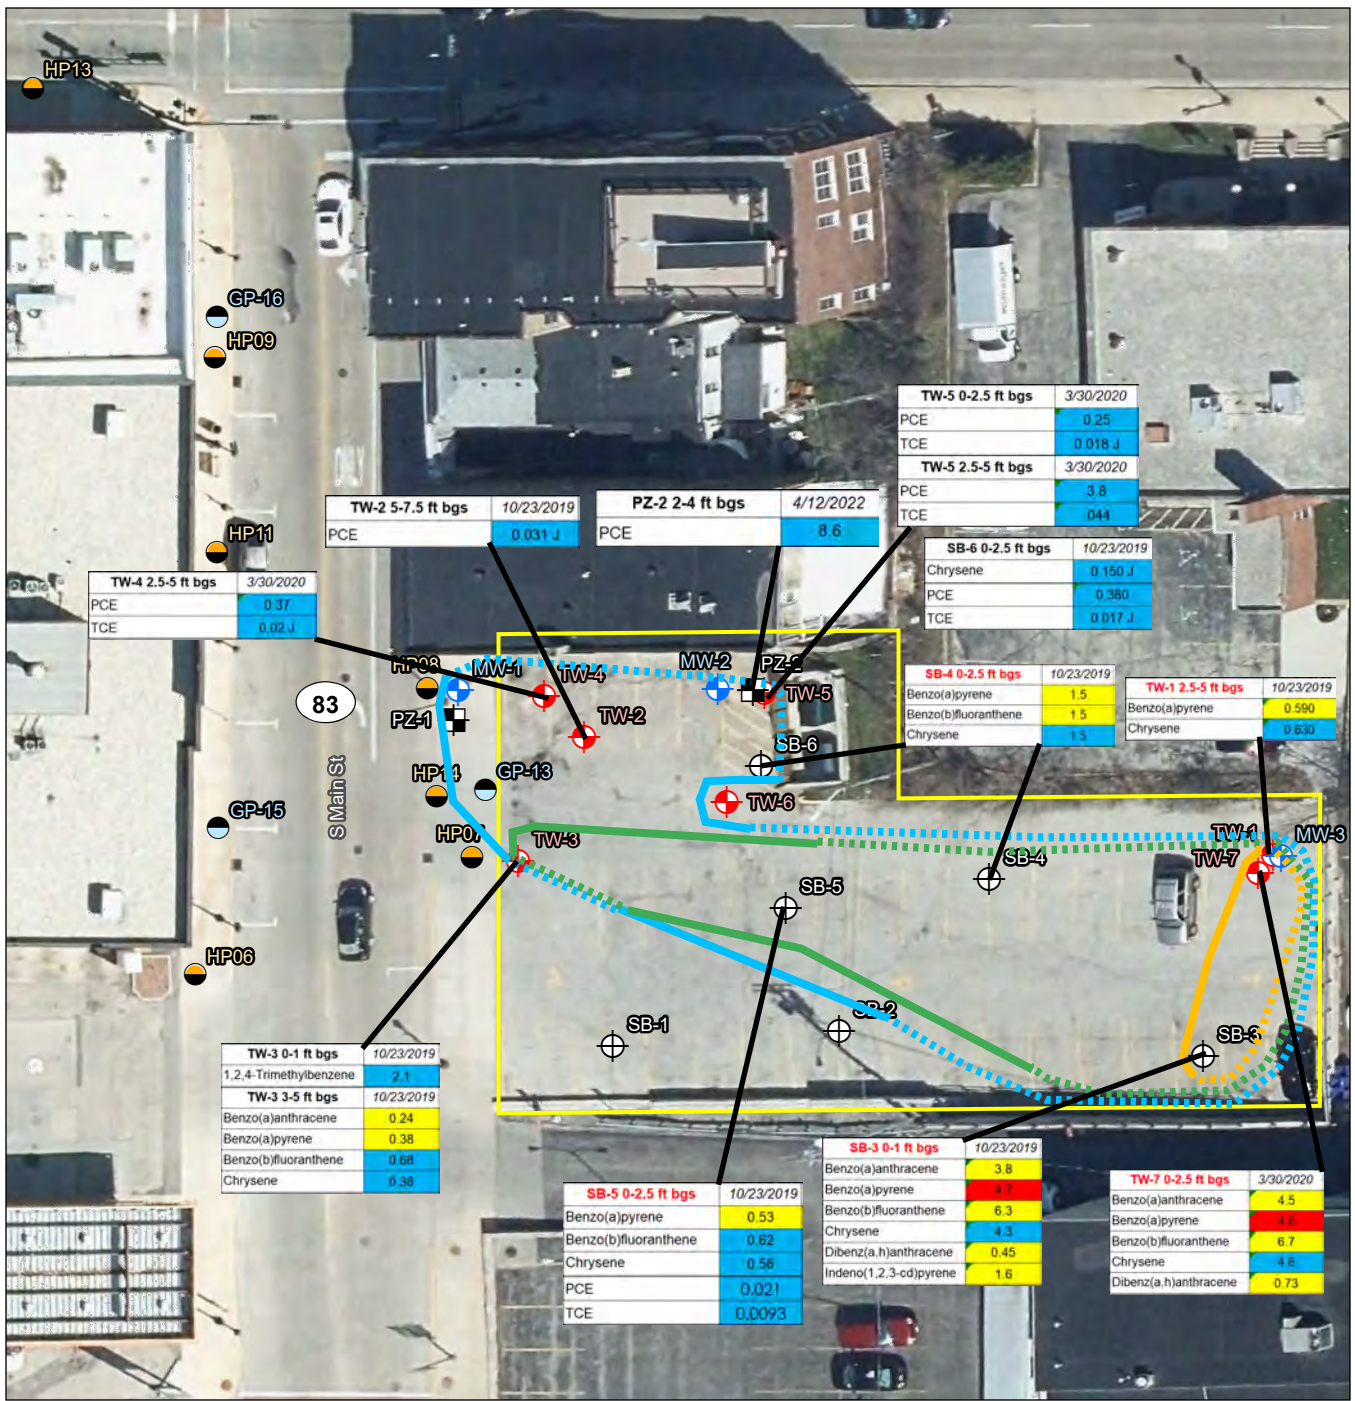 HP13
GP-16
HP09
HP11
TW-5 0-2.5 ft bgs 3/30/2020
PCE 0.25
TCE 0.018 J
TW-5 2.5-5 ft bgs 3/30/2020
PCE 3.8
TCE 044
TW-2 5-7.5 ft bgs 10/23/2019
PCE 0.031 J
PZ-2 2-4 ft bgs 4/12/2022
PCE 8.6
SB-6 0-2.5 ft bgs 10/23/2019
Chrysene 0.150 J
PCE 0.380
TCE 0.017 J
TW-4 2.5-5 ft bgs 3/30/2020
PCE 0.37
TCE 0.02 J
SB-4 0-2.5 ft bgs 10/23/2019
Benzo(a)pyrene 1.5
Benzo(b)fluoranthene 1.5
Chrysene 1.5
TW-1 2.5-5 ft bgs 10/23/2019
Benzo(a)pyrene 0.590
Chrysene 0.630
HP08
MW-1
TW-4
MW-2
PZ-2
TW-5
83
PZ-1
TW-2
SB-6
HP14
GP-13
TW-6
S Main St
GP-15
HP07
TW-3
TW-1
MW-3
TW-7
SB-4
SB-5
HP06
SB-1
SB-2
SB-3
TW-3 0-1 ft bgs 10/23/2019
1,2,4-Trimethylbenzene 2.1
TW-3 3-5 ft bgs 10/23/2019
Benzo(a)anthracene 0.24
Benzo(a)pyrene 0.38
Benzo(b)fluoranthene 0.68
Chrysene 0.38
SB-5 0-2.5 ft bgs 10/23/2019
Benzo(a)pyrene 0.53
Benzo(b)fluoranthene 0.62
Chrysene 0.56
PCE 0.021
TCE 0.0093
SB-3 0-1 ft bgs 10/23/2019
Benzo(a)anthracene 3.8
Benzo(a)pyrene 4.7
Benzo(b)fluoranthene 6.3
Chrysene 4.3
Dibenz(a,h)anthracene 0.45
Indeno(1,2,3-cd)pyrene 1.6
TW-7 0-2.5 ft bgs 3/30/2020
Benzo(a)anthracene 4.5
Benzo(a)pyrene
Benzo(b)fluoranthene 6.7
Chrysene 4.6
Dibenz(a,h)anthracene 0.73